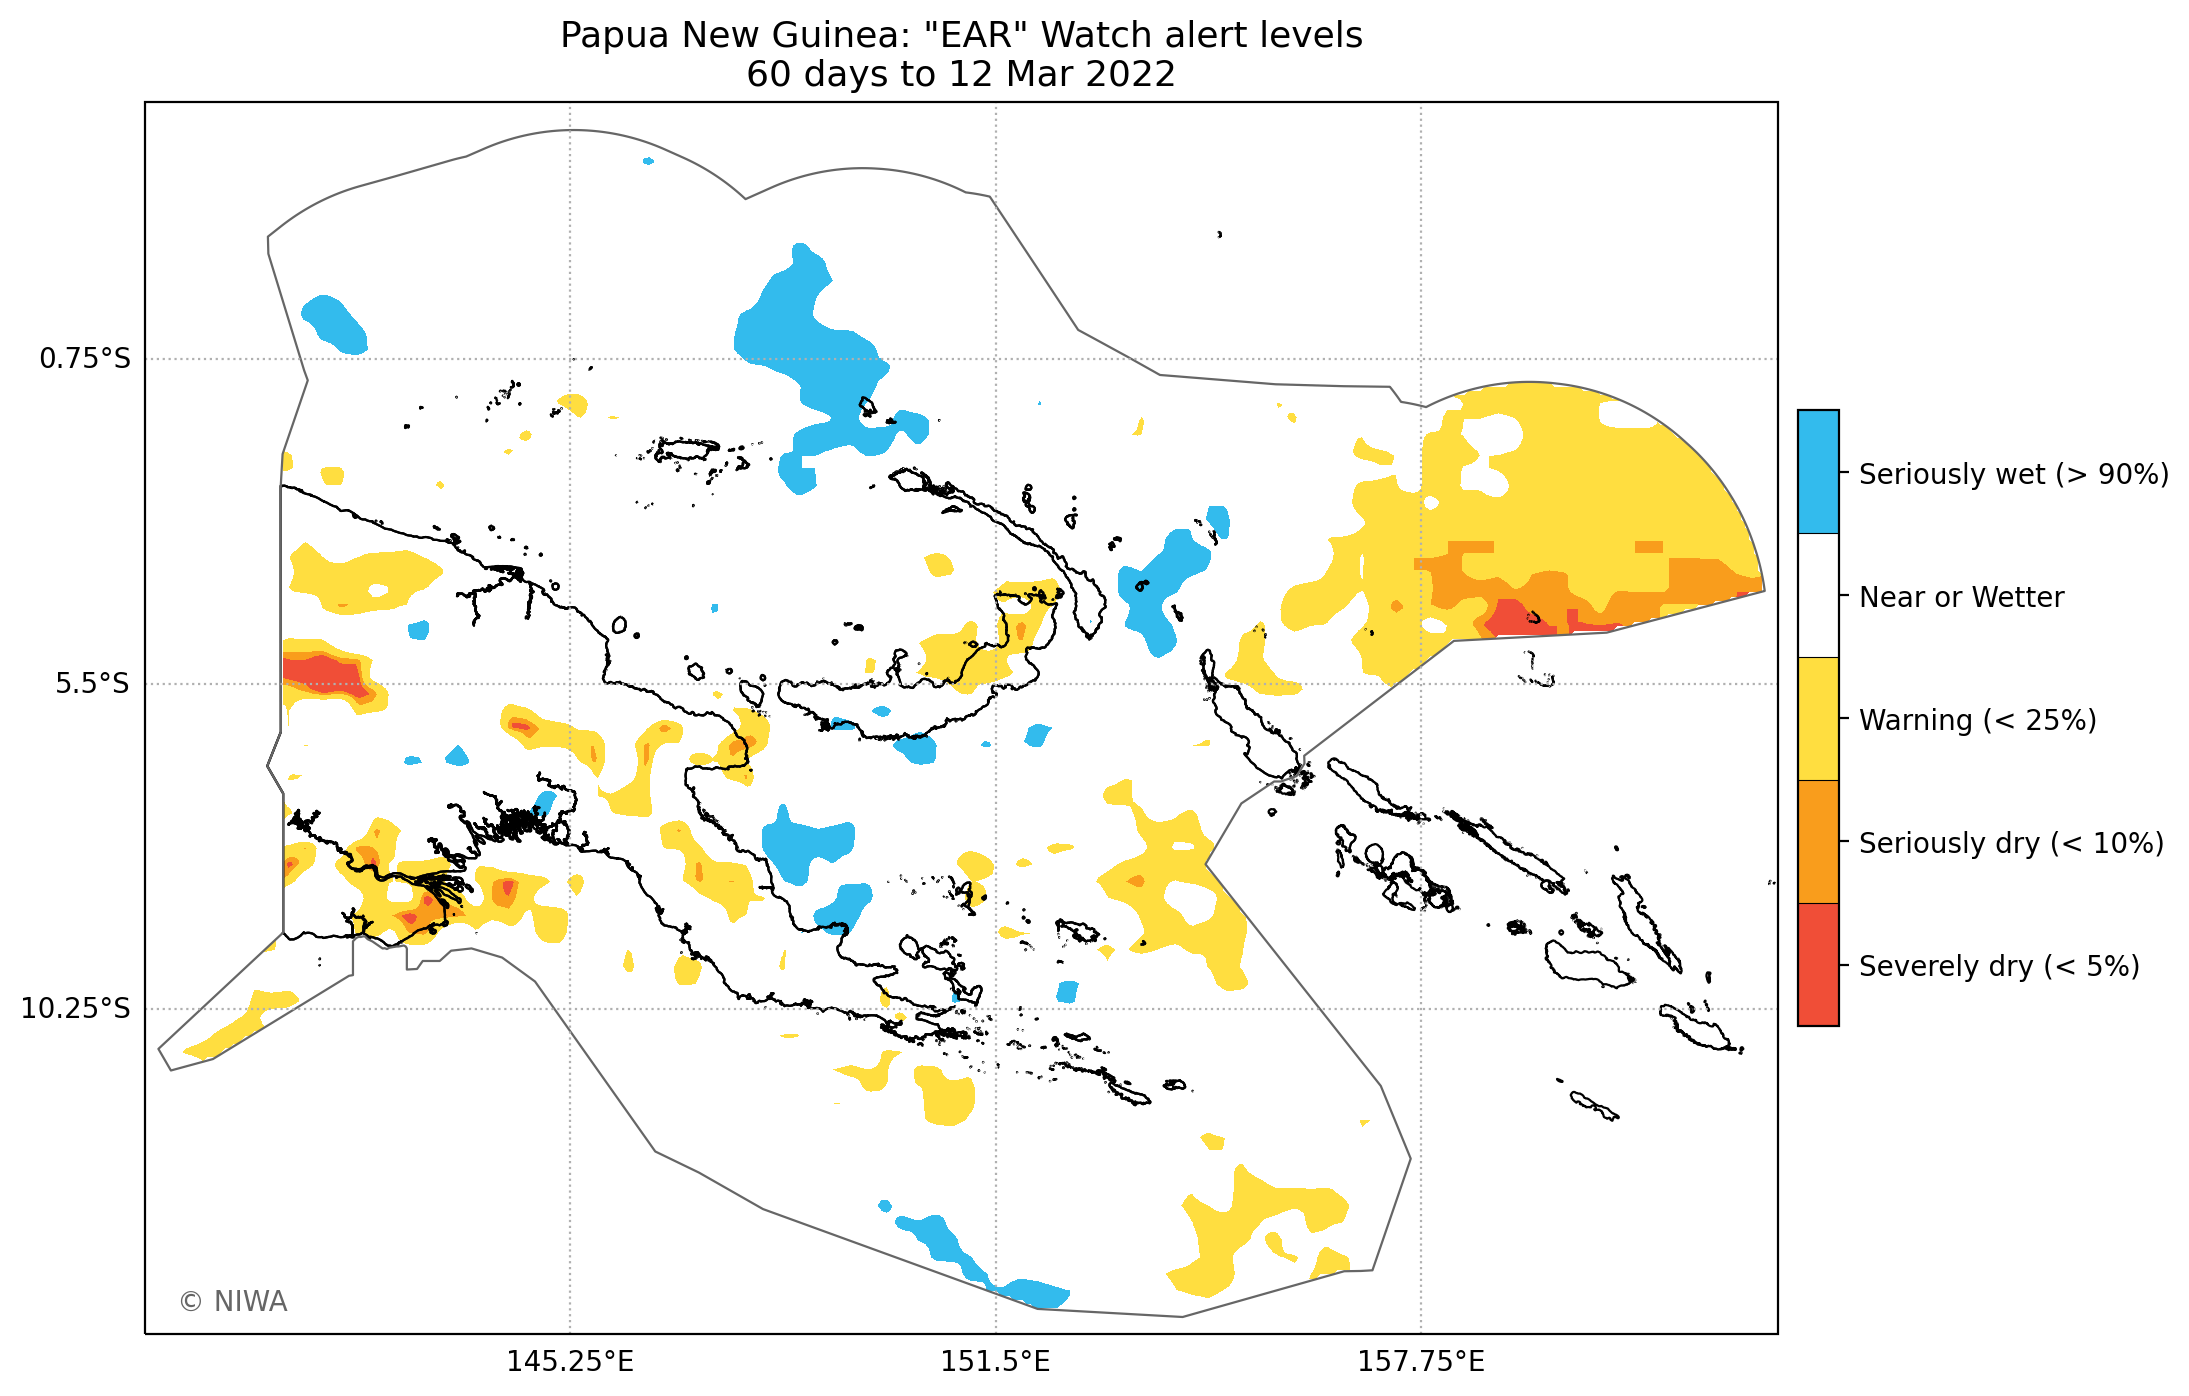 Papua New Guinea: "EAR" Watch alert levels
60 days to 12 Mar 2022
0.75°S
5.5°S
10.25°S
145.25°E
151.5°E
157.75°E
Seriously wet (> 90%)
Near or Wetter
Warning (< 25%)
Seriously dry (< 10%)
Severely dry (< 5%)
© NIWA